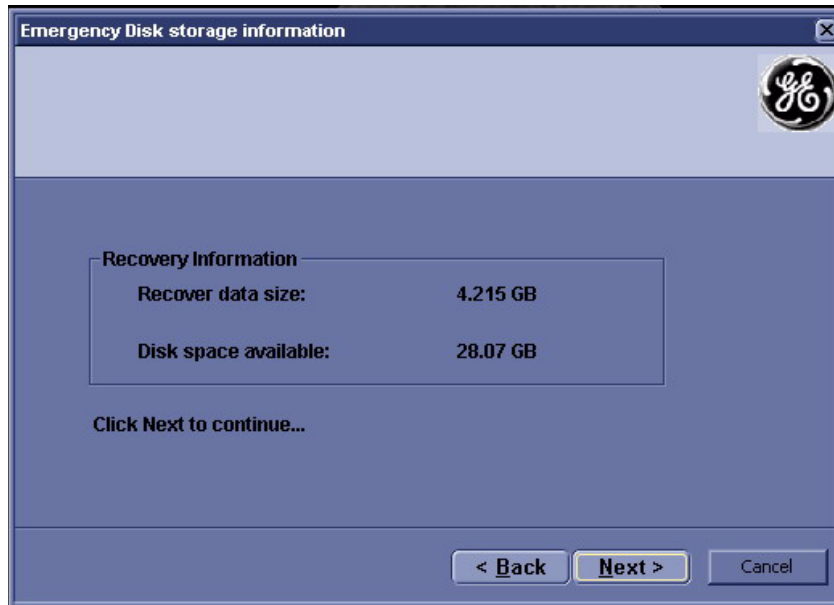 Emergency Disk storage information
GE
Recovery Information
Recover data size: 4.215 GB
Disk space available: 28.07 GB
Click Next to continue...
< Back Next > Cancel